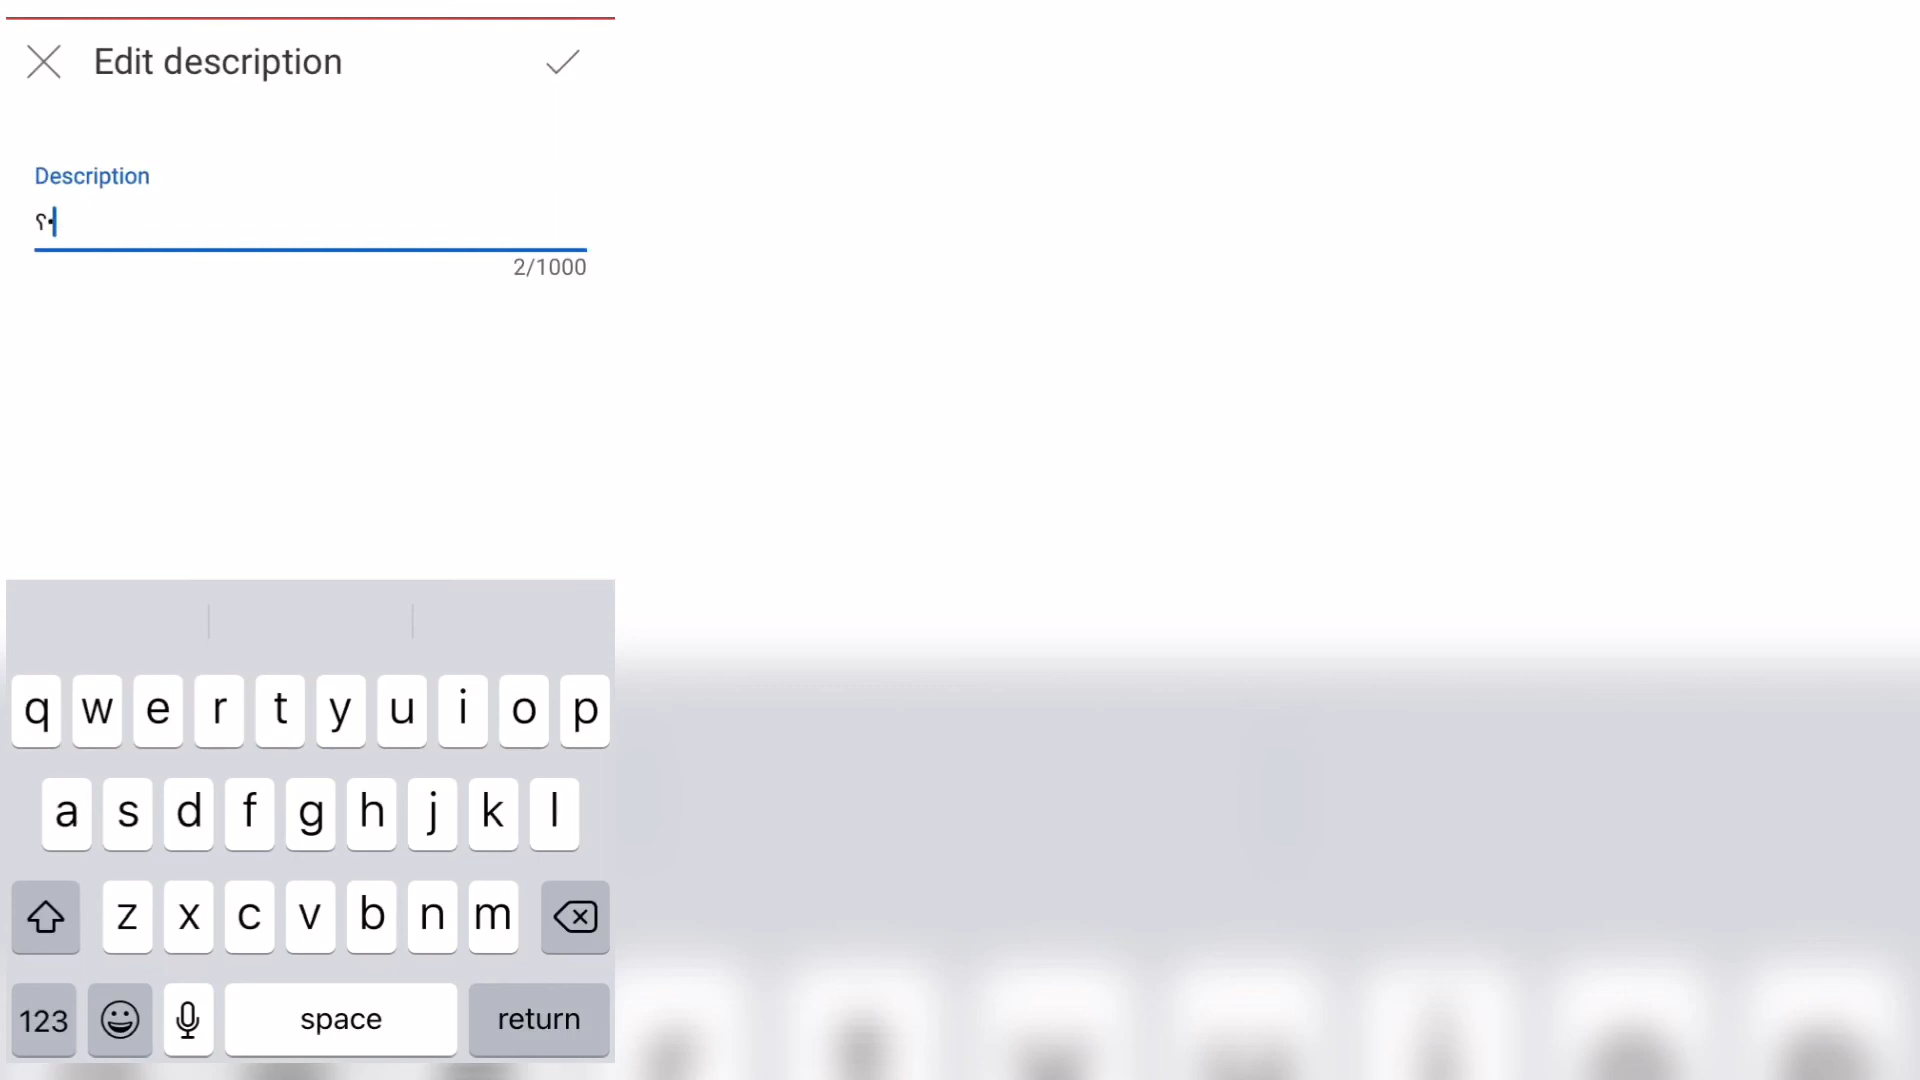 Edit description
Description
؟•
2/1000
q w e r t y u i o p
a s d f g h j k l
z x c v b n m
123 space return